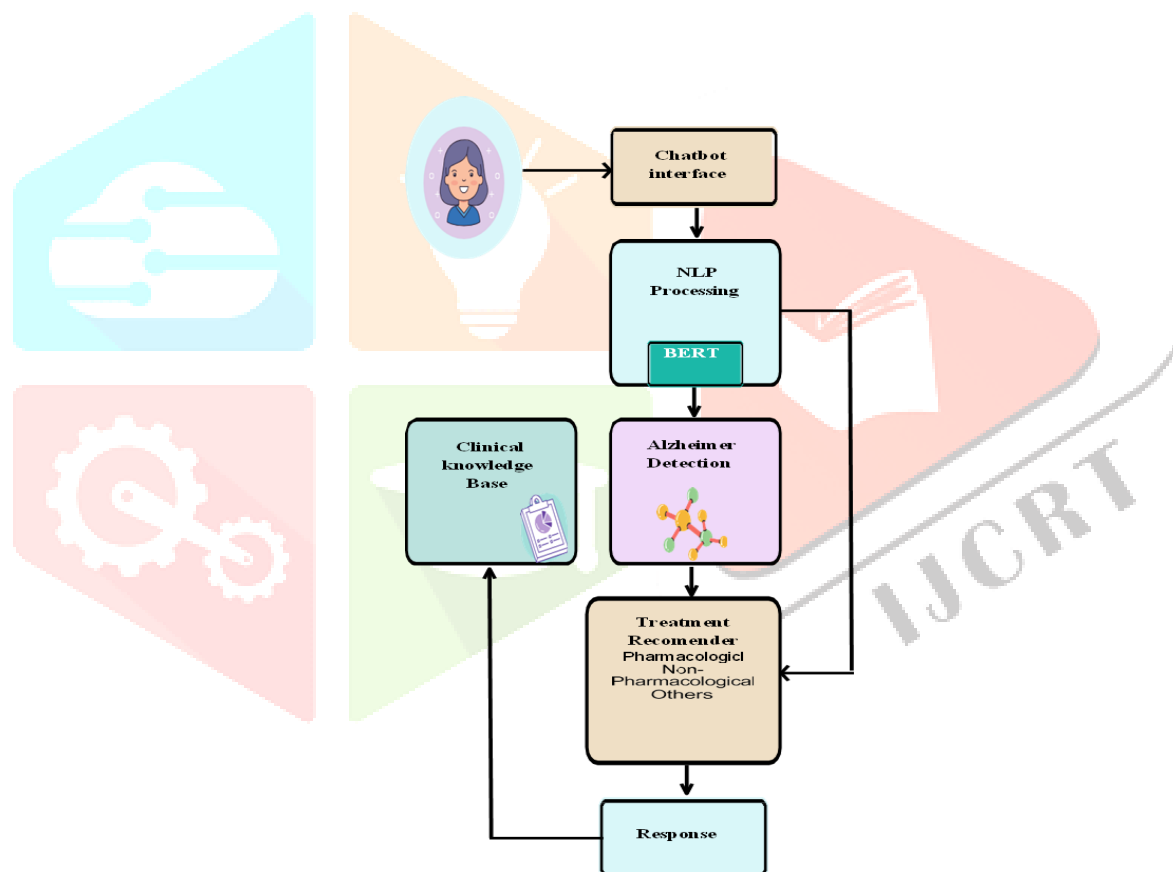 Chatbot
interface
NLP
Processing
BERT
Clinical
knowledge
Base
Alzheimer
Detection
Treatment
Recomender
Pharmacologicl
Non-
Pharmacological
Others
Response
IJCRT